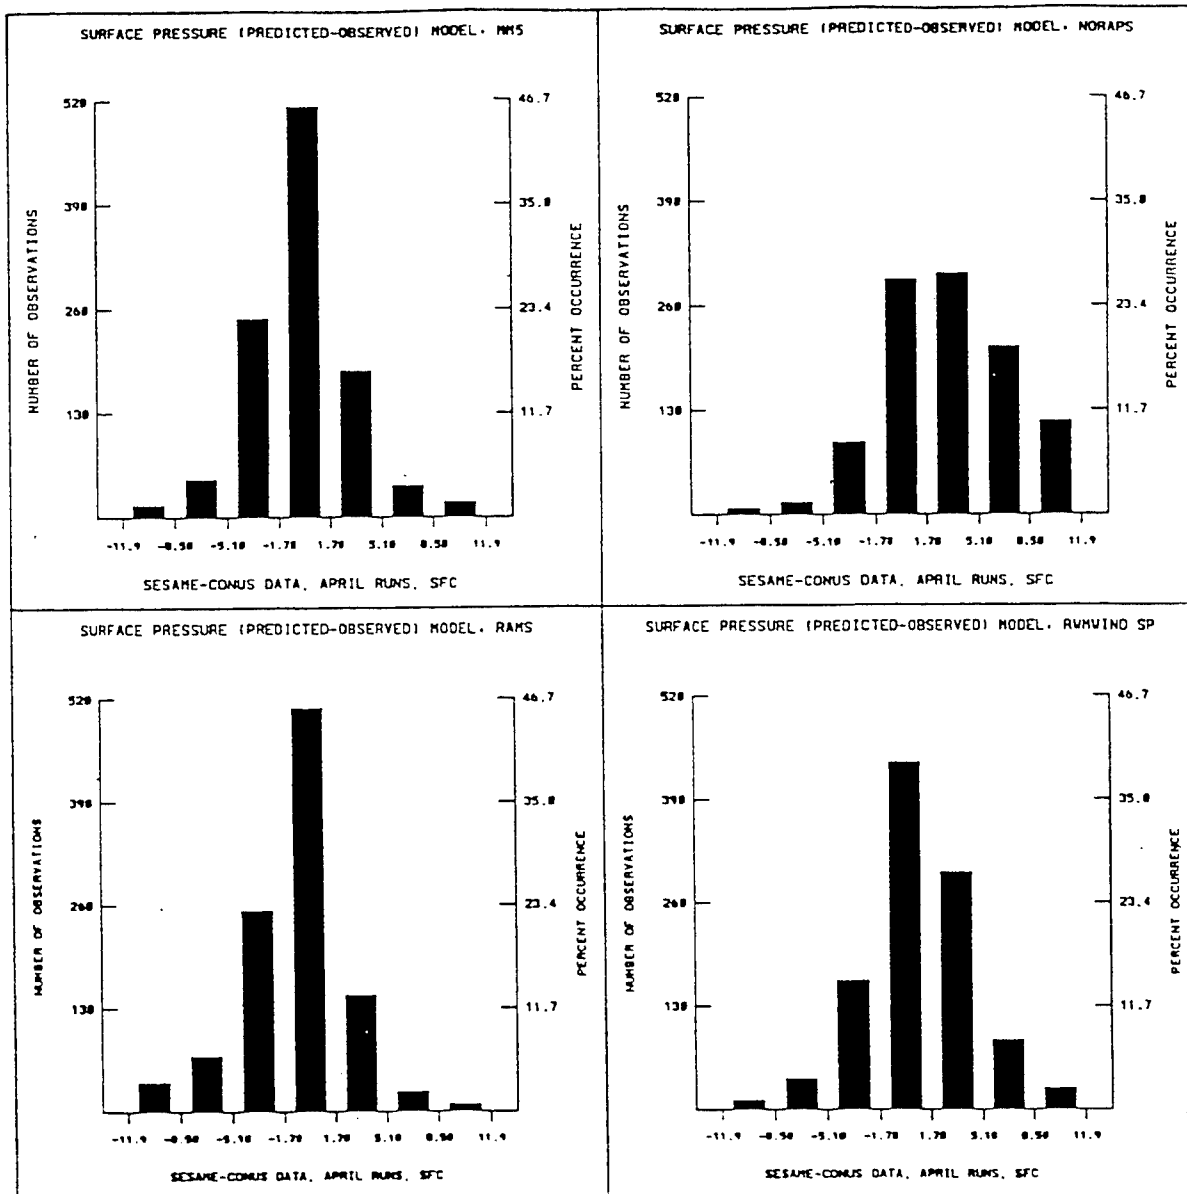 SURFACE PRESSURE (PREDICTED-OBSERVED) MODEL. MM5
520
390
260
130
46.7
35.0
23.4
11.7
NUMBER OF OBSERVATIONS
PERCENT OCCURRENCE
-11.9 -8.50 -5.10 -1.70 1.70 5.10 8.50 11.9
SESAME-CONUS DATA, APRIL RUNS, SFC
SURFACE PRESSURE (PREDICTED-OBSERVED) MODEL. NORAPS
520
390
260
130
46.7
35.0
23.4
11.7
NUMBER OF OBSERVATIONS
PERCENT OCCURRENCE
-11.9 -8.50 -5.10 -1.70 1.70 5.10 8.50 11.9
SESAME-CONUS DATA, APRIL RUNS, SFC
SURFACE PRESSURE (PREDICTED-OBSERVED) MODEL. RAMS
520
390
260
130
46.7
35.0
23.4
11.7
NUMBER OF OBSERVATIONS
PERCENT OCCURRENCE
-11.9 -8.50 -5.10 -1.70 1.70 5.10 8.50 11.9
SESAME-CONUS DATA, APRIL RUNS, SFC
SURFACE PRESSURE (PREDICTED-OBSERVED) MODEL. RWMWIND SP
520
390
260
130
46.7
35.0
23.4
11.7
NUMBER OF OBSERVATIONS
PERCENT OCCURRENCE
-11.9 -8.50 -5.10 -1.70 1.70 5.10 8.50 11.9
SESAME-CONUS DATA, APRIL RUNS, SFC